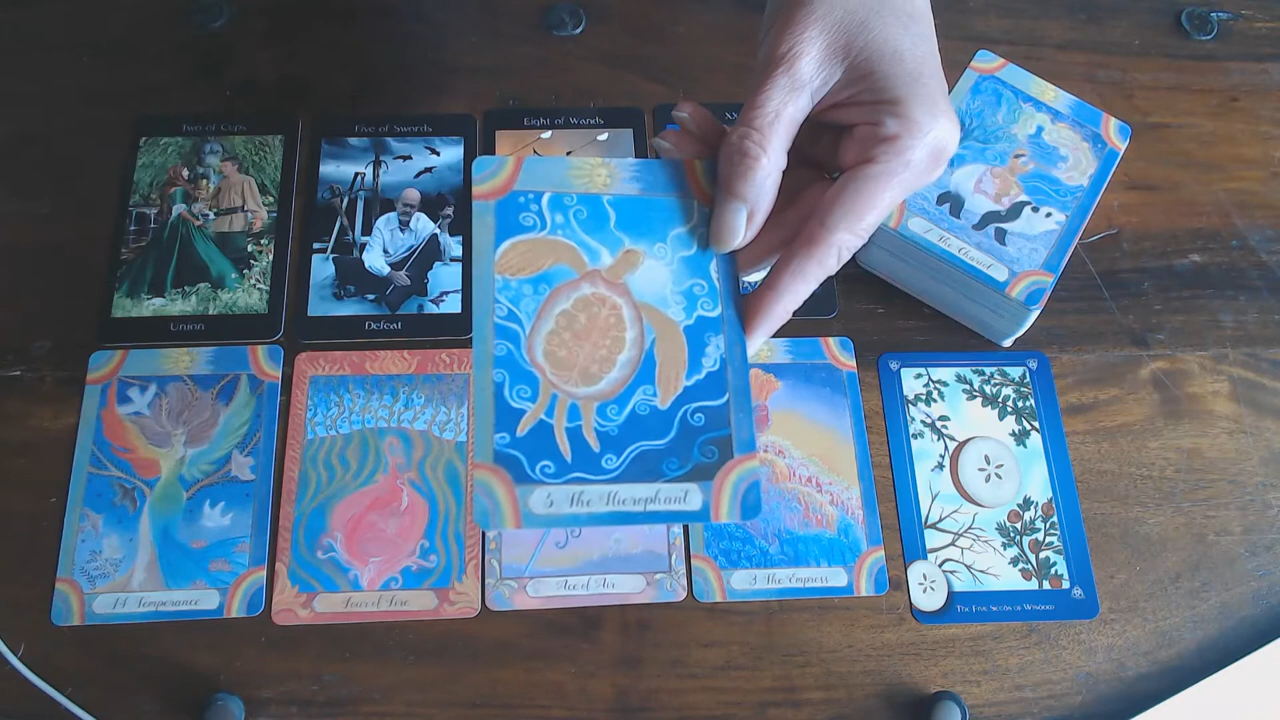 Two of Cups
Union
Five of Swords
Defeat
Eight of Wands
XX
7 The Chariot
5 The Hierophant
14 Temperance
Four of Fire
Ace of Air
3 The Empress
The Five Seeds of Wisdom